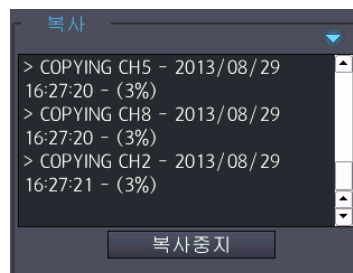 복사
> COPYING CH5 - 2013/08/29
16:27:20 - (3%)
> COPYING CH8 - 2013/08/29
16:27:20 - (3%)
> COPYING CH2 - 2013/08/29
16:27:21 - (3%)
복사중지